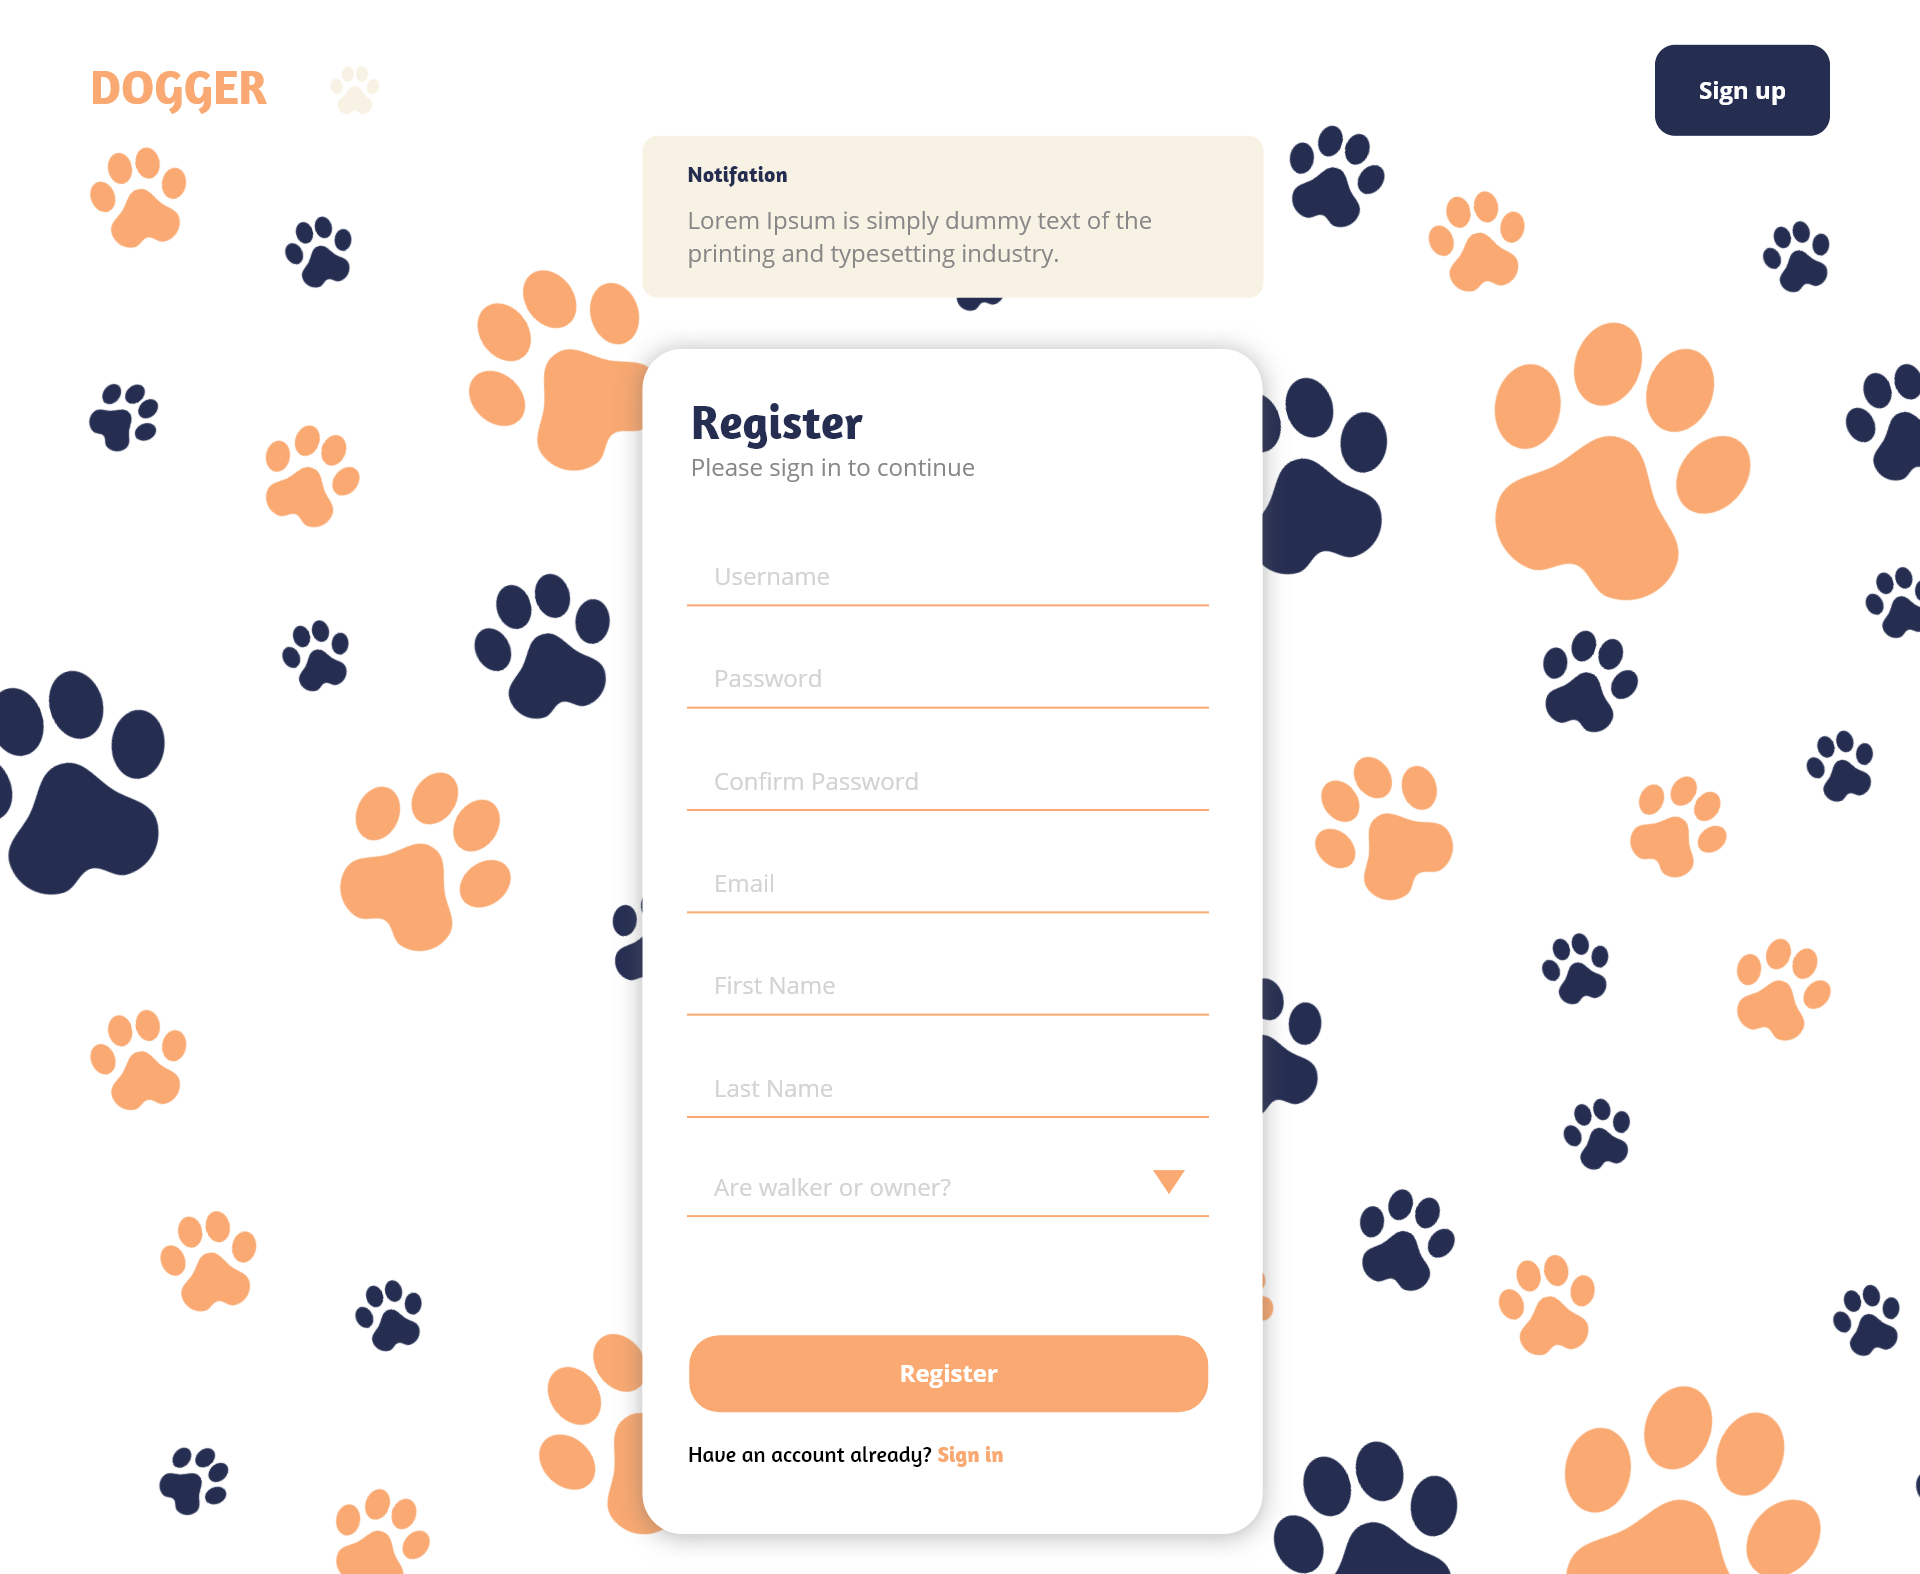 DOGGER
Sign up
Notifation
Lorem Ipsum is simply dummy text of the
printing and typesetting industry.
Register
Please sign in to continue
Username
Password
Confirm Password
Email
First Name
Last Name
Are walker or owner?
Register
Have an account already? Sign in